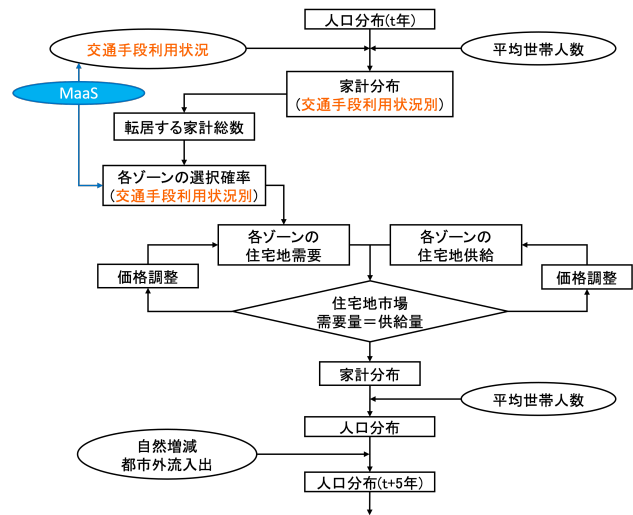 人口分布(t年)
交通手段利用状況
平均世帯人数
MaaS
家計分布
(交通手段利用状況別)
転居する家計総数
各ゾーンの選択確率
(交通手段利用状況別)
各ゾーンの
住宅地需要
各ゾーンの
住宅地供給
価格調整
価格調整
住宅地市場
需要量＝供給量
家計分布
平均世帯人数
人口分布
自然増減
都市外流入出
人口分布(t+5年)